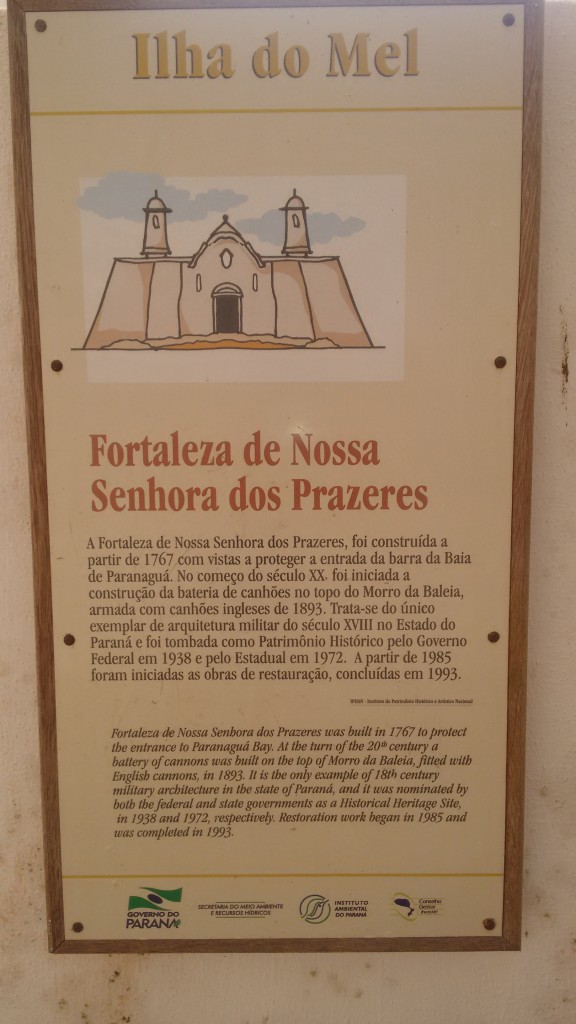 Ilha do Mel
Fortaleza de Nossa
Senhora dos Prazeres
A Fortaleza de Nossa Senhora dos Prazeres, foi construída a
partir de 1767 com vistas a proteger a entrada da barra da Baia
de Paranaguá. No começo do século XX, foi iniciada a
construção da bateria de canhões no topo do Morro da Baleia,
armada com canhões ingleses de 1893. Trata-se do único
exemplar de arquitetura militar do século XVIII no Estado do
Paraná e foi tombada como Patrimônio Histórico pelo Governo
Federal em 1938 e pelo Estadual em 1972. A partir de 1985
foram iniciadas as obras de restauração, concluídas em 1993.
IPHAN - Instituto do Patrimônio Histórico e Artístico Nacional
Fortaleza de Nossa Senhora dos Prazeres was built in 1767 to protect
the entrance to Paranaguá Bay. At the turn of the 20th century a
battery of cannons was built on the top of Morro da Baleia, fitted with
English cannons, in 1893. It is the only example of 18th century
military architecture in the state of Paraná, and it was nominated by
both the federal and state governments as a Historical Heritage Site,
in 1938 and 1972, respectively. Restoration work began in 1985 and
was completed in 1993.
GOVERNO DO
PARANÁ
SECRETARIA DO MEIO AMBIENTE
E RECURSOS HÍDRICOS
INSTITUTO
AMBIENTAL
DO PARANÁ
Conselho
Gestor